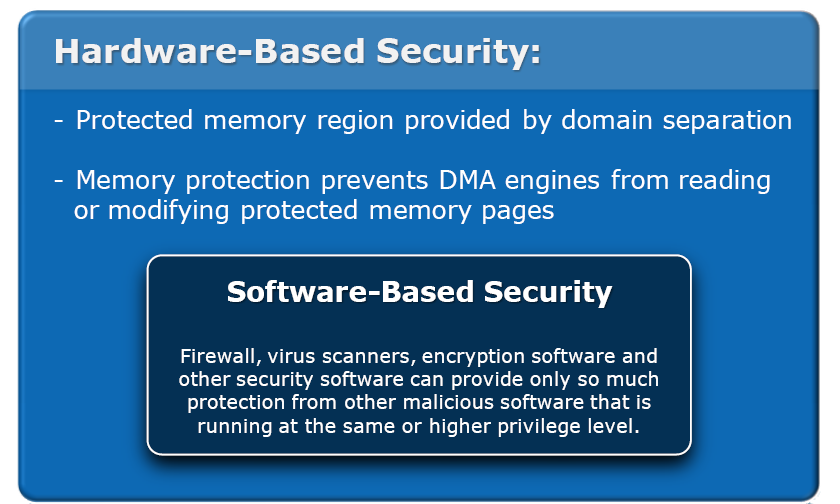 Hardware-Based Security:
- Protected memory region provided by domain separation
- Memory protection prevents DMA engines from reading
or modifying protected memory pages
Software-Based Security
Firewall, virus scanners, encryption software and
other security software can provide only so much
protection from other malicious software that is
running at the same or higher privilege level.